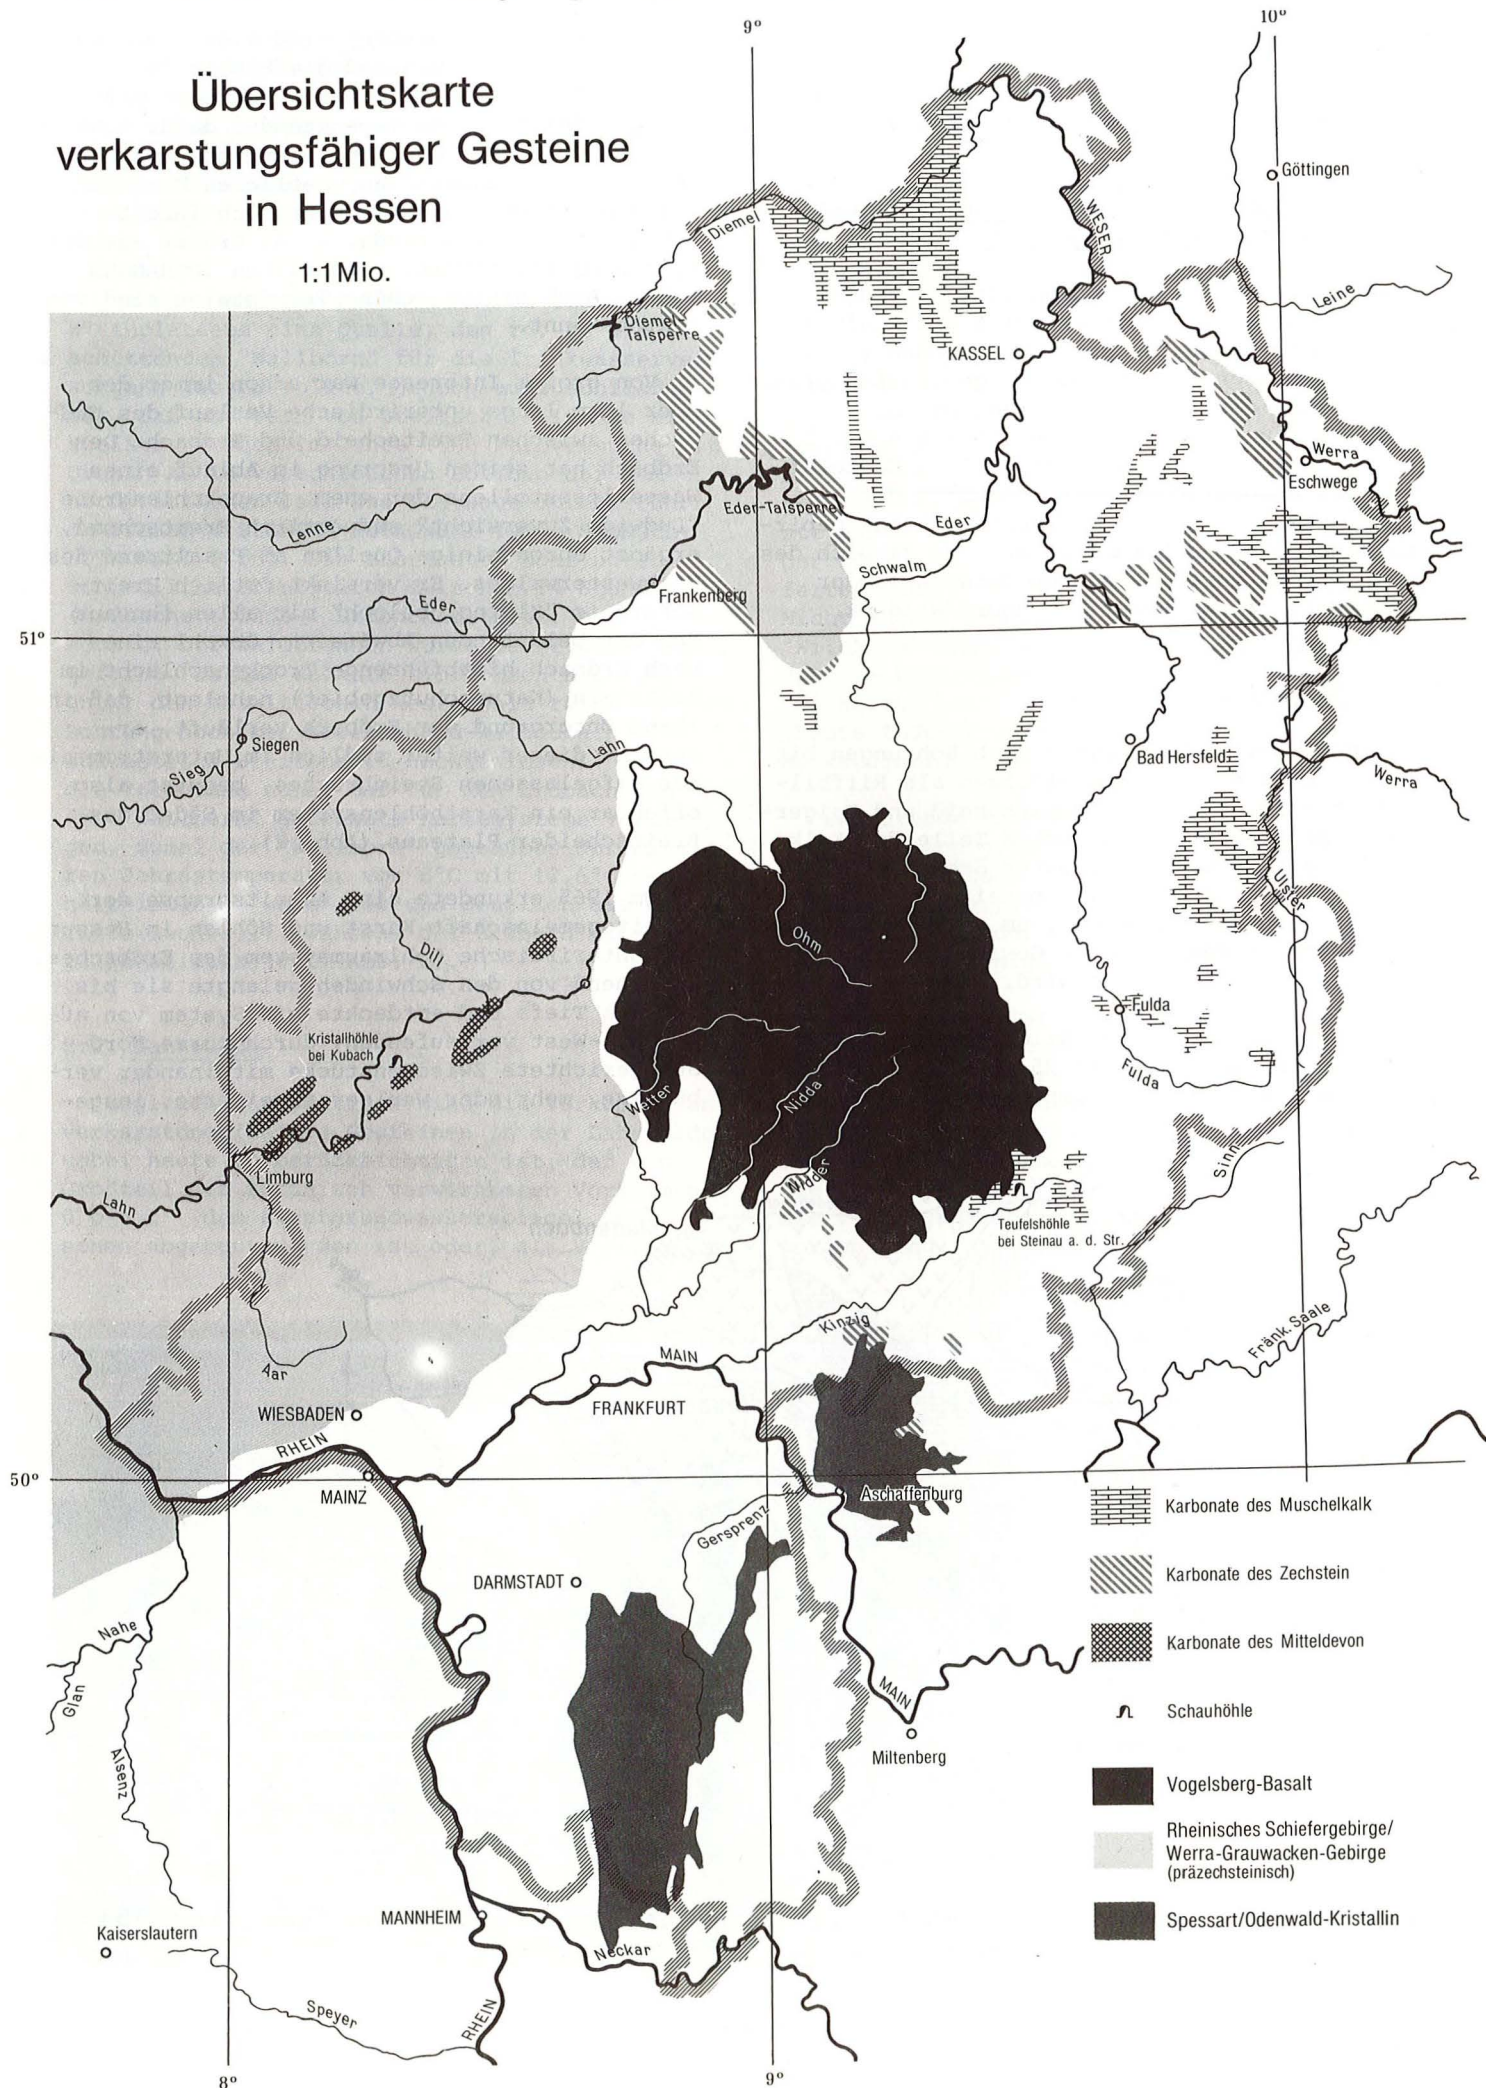 Übersichtskarte
verkarstungsfähiger Gesteine
in Hessen
1:1 Mio.
9°
10°
Göttingen
Diemel
WESER
Leine
Diemel-
Talsperre
KASSEL
Werra
Eschwege
Lenne
Eder-Talsperre
Eder
Schwalm
Frankenberg
Eder
51°
Siegen
Sieg
Lahn
Bad Hersfeld
Werra
Ulster
Ohm
Dill
Fulda
Kristallhöhle
bei Kubach
Fulda
Wetter
Nidda
Nidder
Sinn
Limburg
Lahn
Teufelshöhle
bei Steinau a. d. Str.
Kinzig
Fränk. Saale
Aar
MAIN
WIESBADEN
FRANKFURT
RHEIN
50°
MAINZ
Aschaffenburg
Gersprenz
DARMSTADT
Nahe
Glan
Alsenz
MAIN
Miltenberg
MANNHEIM
Kaiserslautern
Neckar
Speyer
RHEIN
8°
9°
Karbonate des Muschelkalk
Karbonate des Zechstein
Karbonate des Mitteldevon
Schauhöhle
Vogelsberg-Basalt
Rheinisches Schiefergebirge/
Werra-Grauwacken-Gebirge
(präzechsteinisch)
Spessart/Odenwald-Kristallin